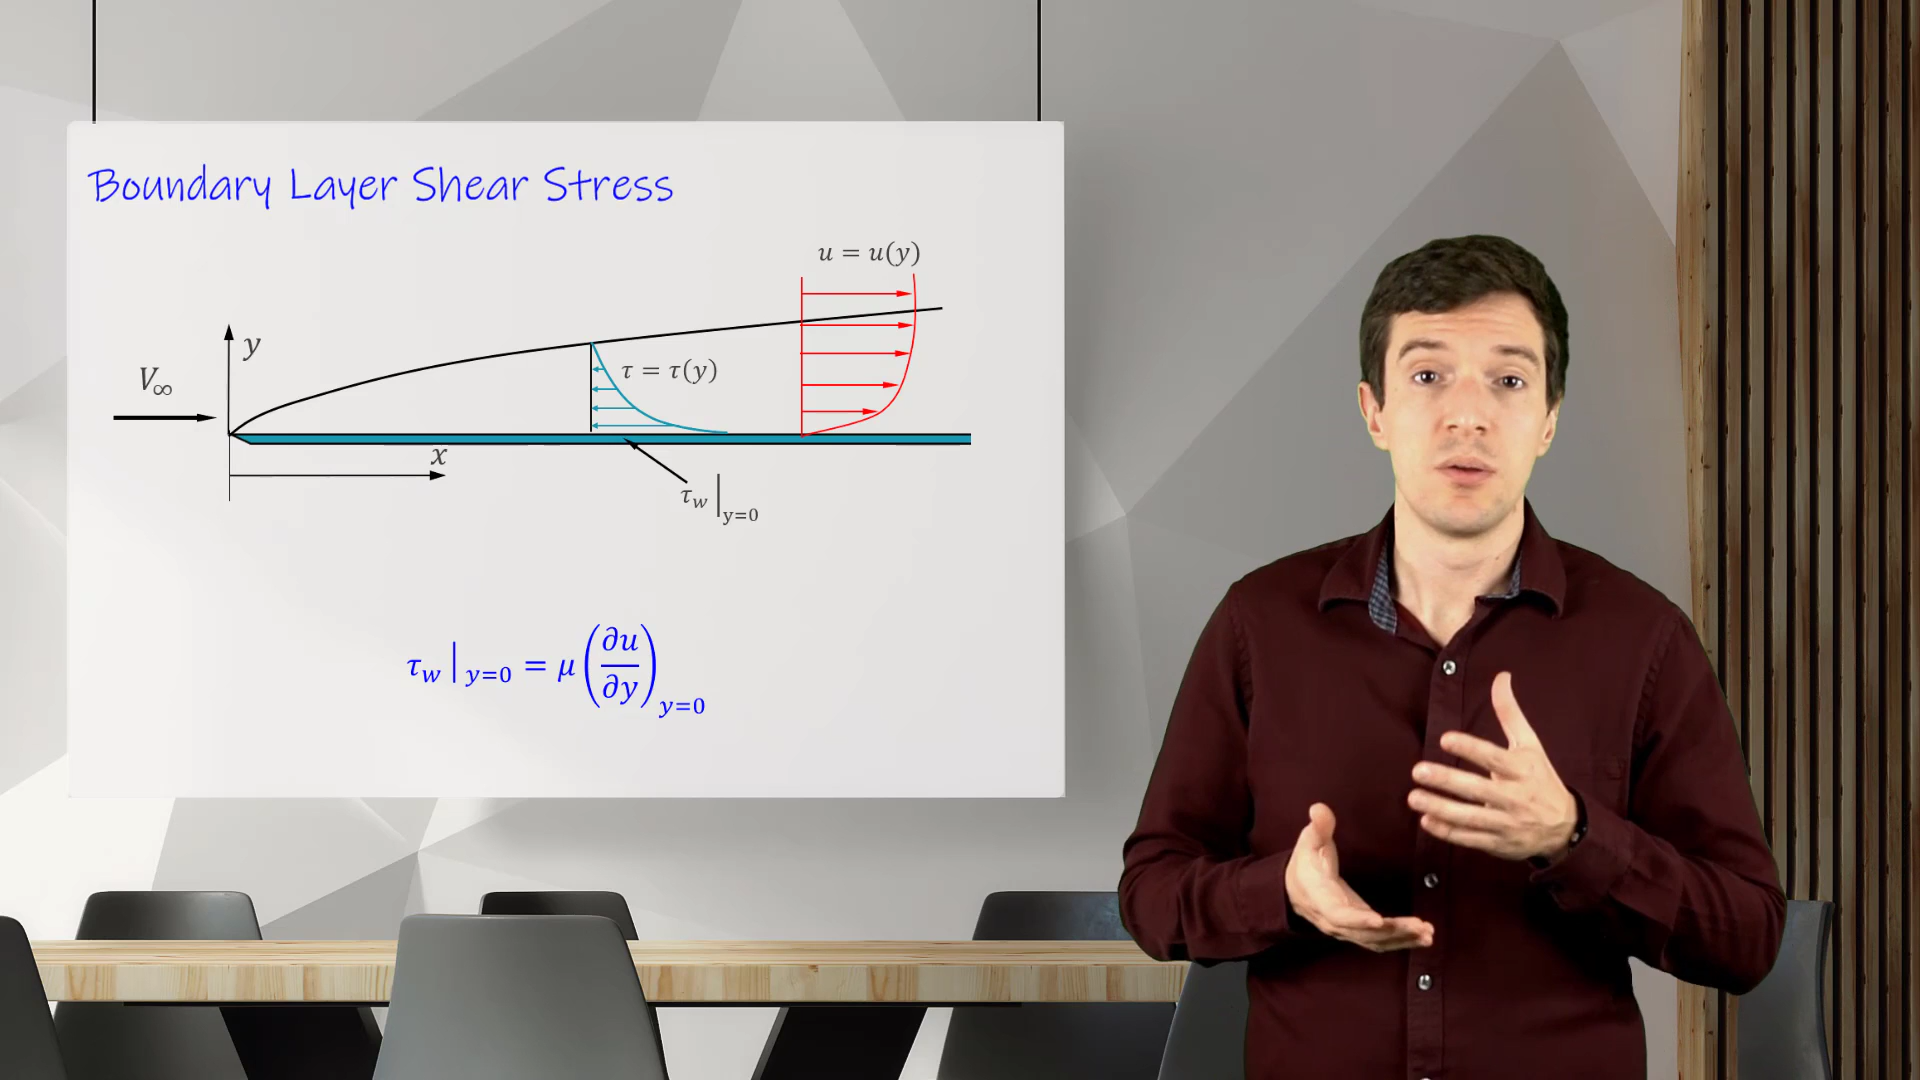 Boundary Layer Shear Stress
u = u(y)
y
V∞
τ = τ(y)
x
τw |y=0
τw |y=0 = μ (∂u/∂y)y=0